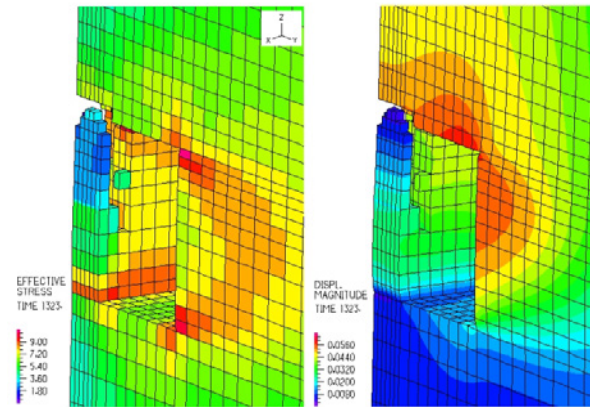 Z
X Y
EFFECTIVE
STRESS
TIME 1323.
9.00
7.20
5.40
3.60
1.80
DISPL.
MAGNITUDE
TIME 1323.
0.0560
0.0440
0.0320
0.0200
0.0080